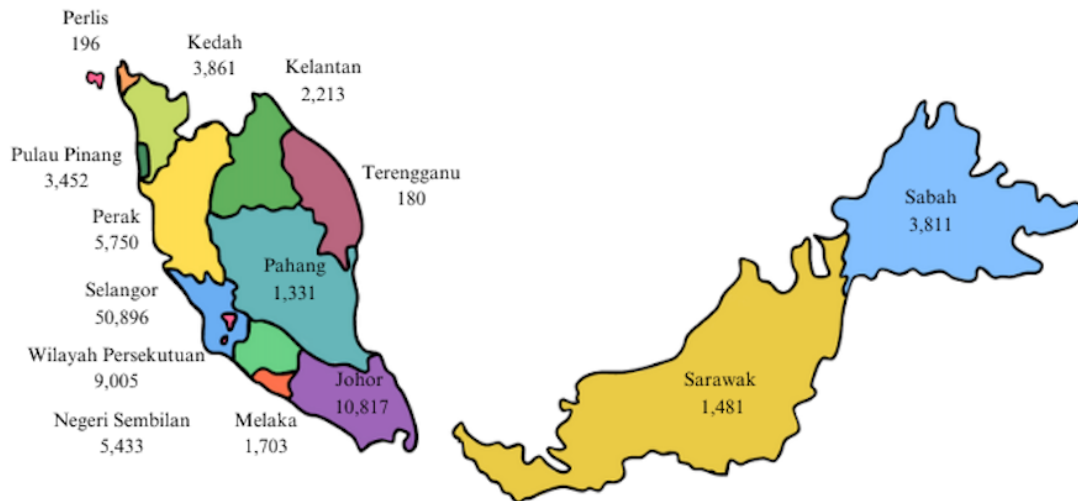 Perlis
196
Kedah
3,861
Kelantan
2,213
Pulau Pinang
3,452
Terengganu
180
Perak
5,750
Pahang
1,331
Selangor
50,896
Wilayah Persekutuan
9,005
Negeri Sembilan
5,433
Melaka
1,703
Johor
10,817
Sabah
3,811
Sarawak
1,481